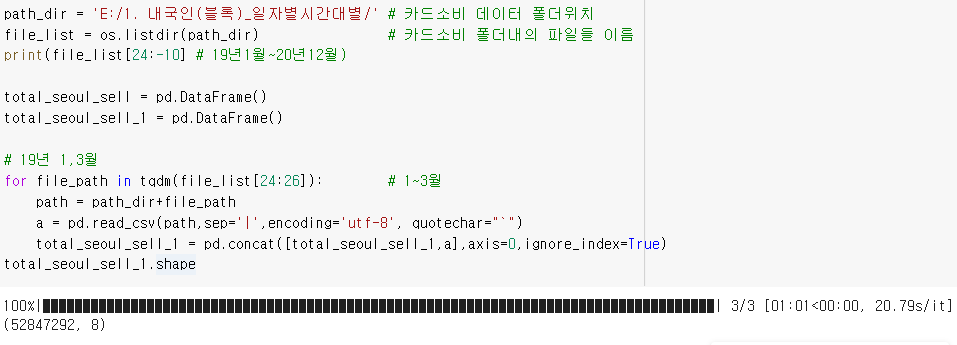 path_dir = 'E:/1. 내국인(블록)_일자별시간대별/' # 카드소비 데이터 폴더위치
file_list = os.listdir(path_dir) # 카드소비 폴더내의 파일들 이름
print(file_list[24:-10] # 19년1월~20년12월)
total_seoul_sell = pd.DataFrame()
total_seoul_sell_1 = pd.DataFrame()
# 19년 1,3월
for file_path in tqdm(file_list[24:26]): # 1~3월
path = path_dir+file_path
a = pd.read_csv(path,sep='|',encoding='utf-8', quotechar="`")
total_seoul_sell_1 = pd.concat([total_seoul_sell_1,a],axis=0,ignore_index=True)
total_seoul_sell_1.shape
100%| | 3/3 [01:01<00:00, 20.79s/it]
(52847292, 8)